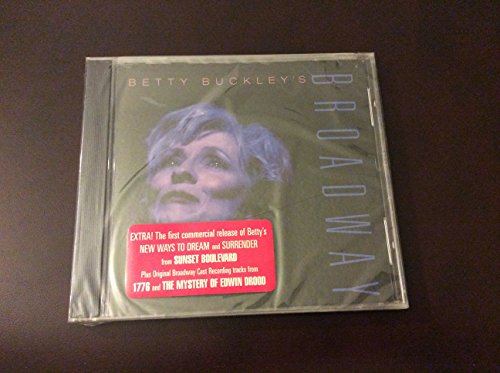 BETTY BUCKLEY'S
BROADWAY
EXTRA! The first commercial release of Betty's
NEW WAYS TO DREAM and SURRENDER
from SUNSET BOULEVARD
Plus Original Broadway Cast Recording tracks from
1776 and THE MYSTERY OF EDWIN DROOD